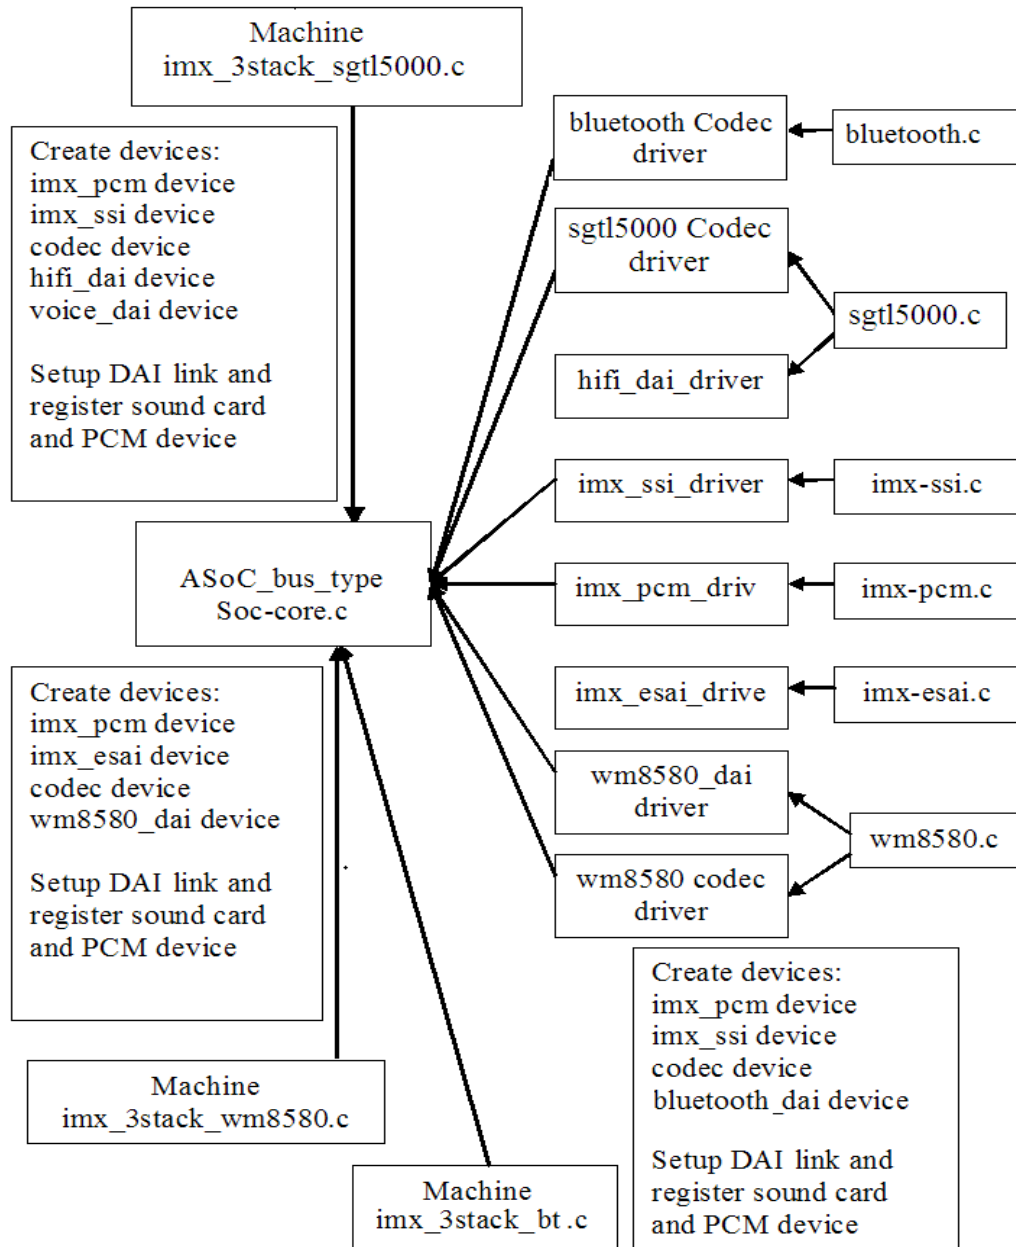 Machine
imx_3stack_sgtl5000.c
Create devices:
imx_pcm device
imx_ssi device
codec device
hifi_dai device
voice_dai device
Setup DAI link and
register sound card
and PCM device
bluetooth Codec
driver
bluetooth.c
sgtl5000 Codec
driver
sgtl5000.c
hifi_dai_driver
imx_ssi_driver
imx-ssi.c
ASoC_bus_type
Soc-core.c
imx_pcm_driv
imx-pcm.c
Create devices:
imx_pcm device
imx_esai device
codec device
wm8580_dai device
Setup DAI link and
register sound card
and PCM device
imx_esai_drive
imx-esai.c
wm8580_dai
driver
wm8580.c
wm8580 codec
driver
Create devices:
imx_pcm device
imx_ssi device
codec device
bluetooth_dai device
Setup DAI link and
register sound card
and PCM device
Machine
imx_3stack_wm8580.c
Machine
imx_3stack_bt .c